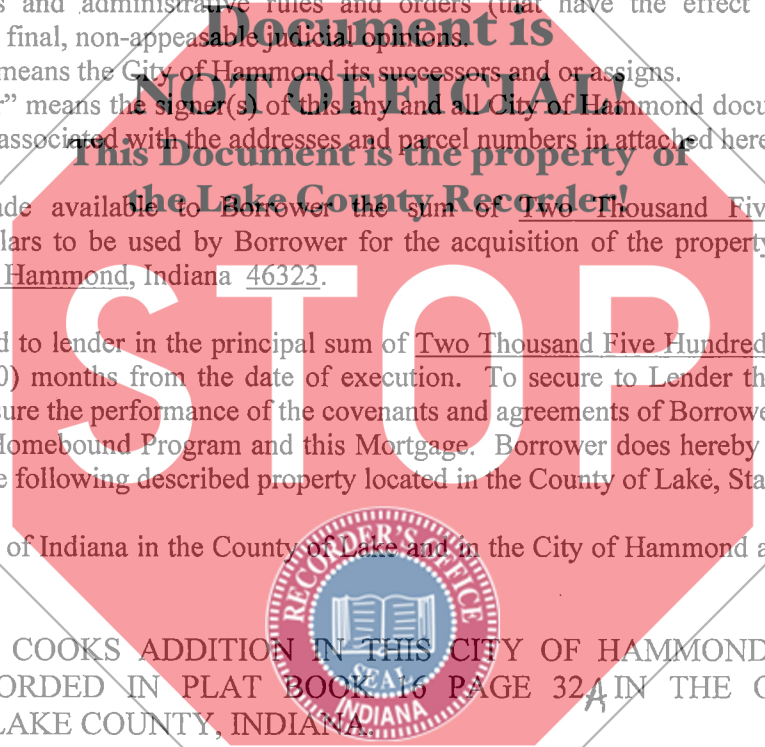 s and administrative rules and orders (that have the effect
final, non-appeasable judicial opinions.
Document is
means the City of Hammond its successors and or assigns.
NOT OFFICIAL!
” means the signer(s) of this any and all City of Hammond docu
associated with the addresses and parcel numbers in attached here
This Document is the property of
the Lake County Recorder!
de available to Borrower the sum of Two Thousand Fiv
lars to be used by Borrower for the acquisition of the property
Hammond, Indiana 46323.
STOP
d to lender in the principal sum of Two Thousand Five Hundred
0) months from the date of execution. To secure to Lender th
sure the performance of the covenants and agreements of Borrowe
Homebound Program and this Mortgage. Borrower does hereby
e following described property located in the County of Lake, Sta
of Indiana in the County of Lake and in the City of Hammond a
RECORDER'S OFFICE
SEAL
INDIANA
COOKS ADDITION IN THIS CITY OF HAMMOND
ORDED IN PLAT BOOK 16 PAGE 32A IN THE O
LAKE COUNTY, INDIANA.